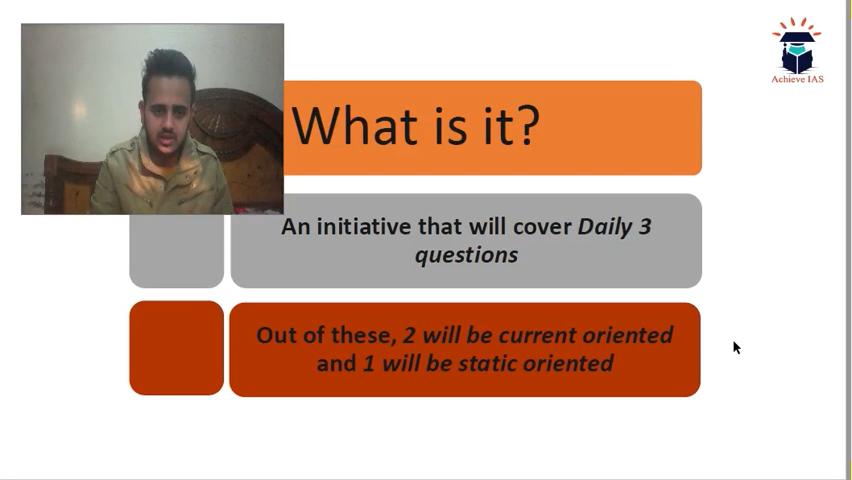 Achieve IAS
What is it?
An initiative that will cover Daily 3
questions
Out of these, 2 will be current oriented
and 1 will be static oriented